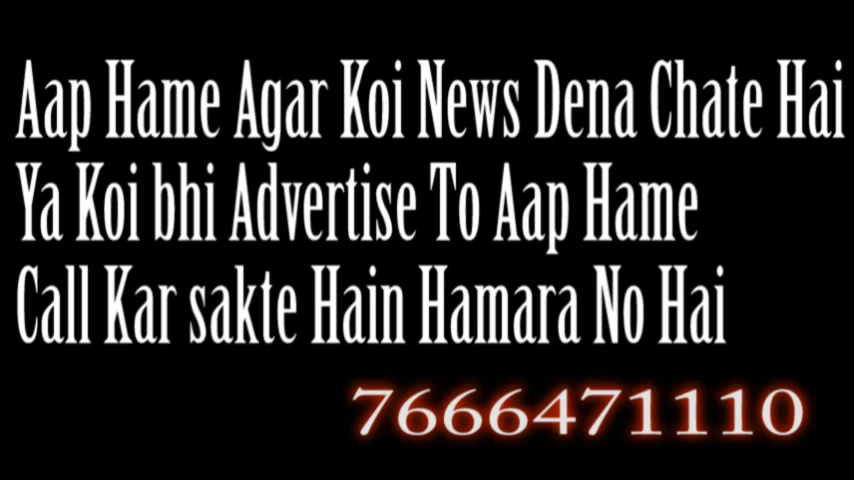 Aap Hame Agar Koi News Dena Chate Hai
Ya Koi bhi Advertise To Aap Hame
Call Kar sakte Hain Hamara No Hai
7666471110